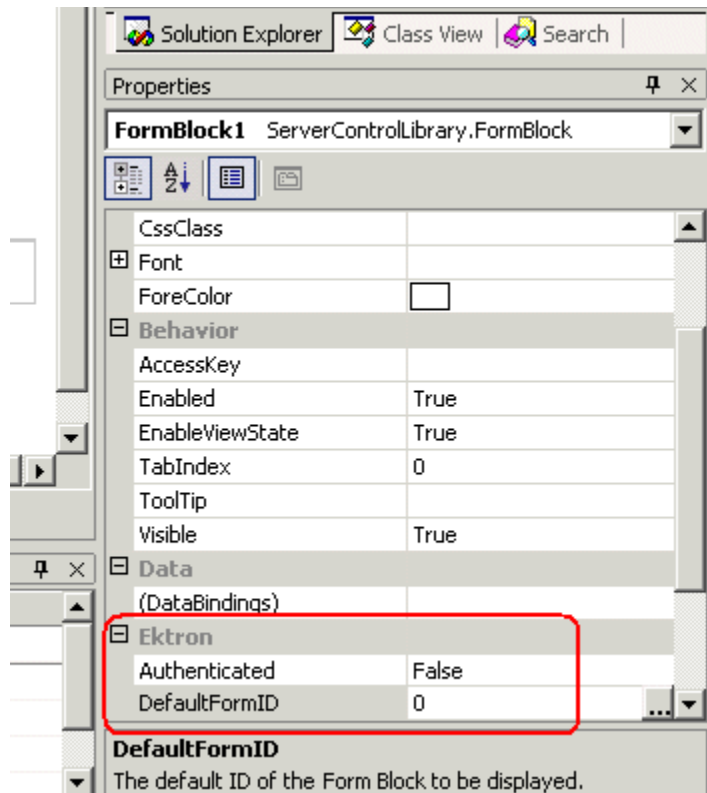 Solution Explorer Class View Search
Properties
FormBlock1 ServerControlLibrary.FormBlock
CssClass
Font
ForeColor
Behavior
AccessKey
Enabled True
EnableViewState True
TabIndex 0
ToolTip
Visible True
Data
(DataBindings)
Ektron
Authenticated False
DefaultFormID 0 ...
DefaultFormID
The default ID of the Form Block to be displayed.